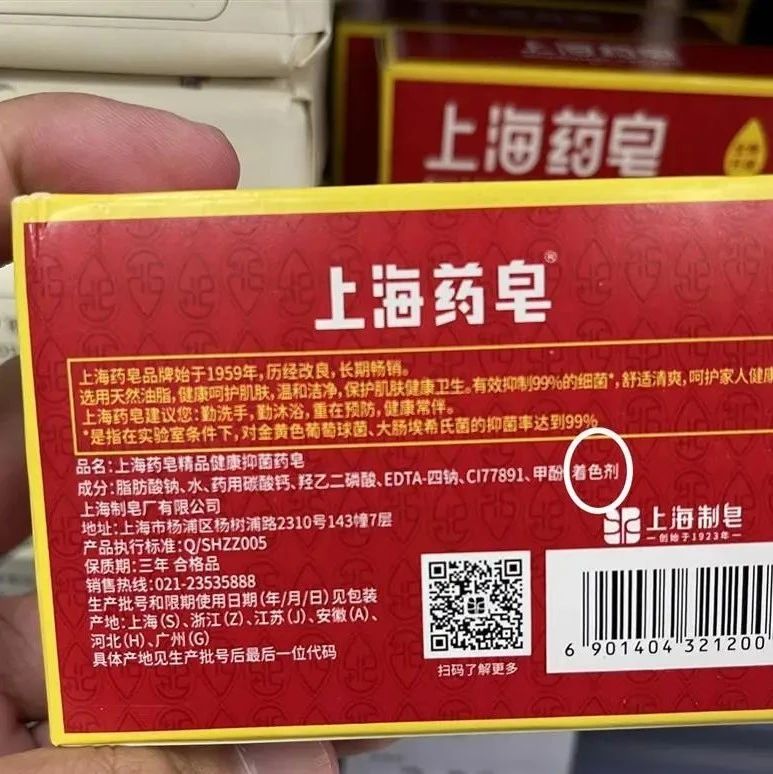 上海药皂
上海药皂
上海药皂®
上海药皂品牌始于1959年,历经改良,长期畅销。
选用天然油脂,健康呵护肌肤,温和洁净,保护肌肤健康卫生。有效抑制99%的细菌*,舒适清爽,呵护家人健康
上海药皂建议您:勤洗手,勤沐浴,重在预防,健康常伴。
*是指在实验室条件下,对金黄色葡萄球菌、大肠埃希氏菌的抑菌率达到99%
品名:上海药皂精品健康抑菌药皂
成分:脂肪酸钠、水、药用碳酸钙、羟乙二磷酸、EDTA-四钠、CI77891、甲酚、着色剂
上海制皂厂有限公司
地址:上海市杨浦区杨树浦路2310号143幢7层
产品执行标准:Q/SHZZ005
保质期:三年 合格品
销售热线:021-23535888
生产批号和限期使用日期(年/月/日)见包装
产地:上海(S)、浙江(Z)、江苏(J)、安徽(A)、
河北(H)、广州(G)
具体产地见生产批号后最后一位代码
扫码了解更多
上海制皂
创始于1923年
6 901404 321200